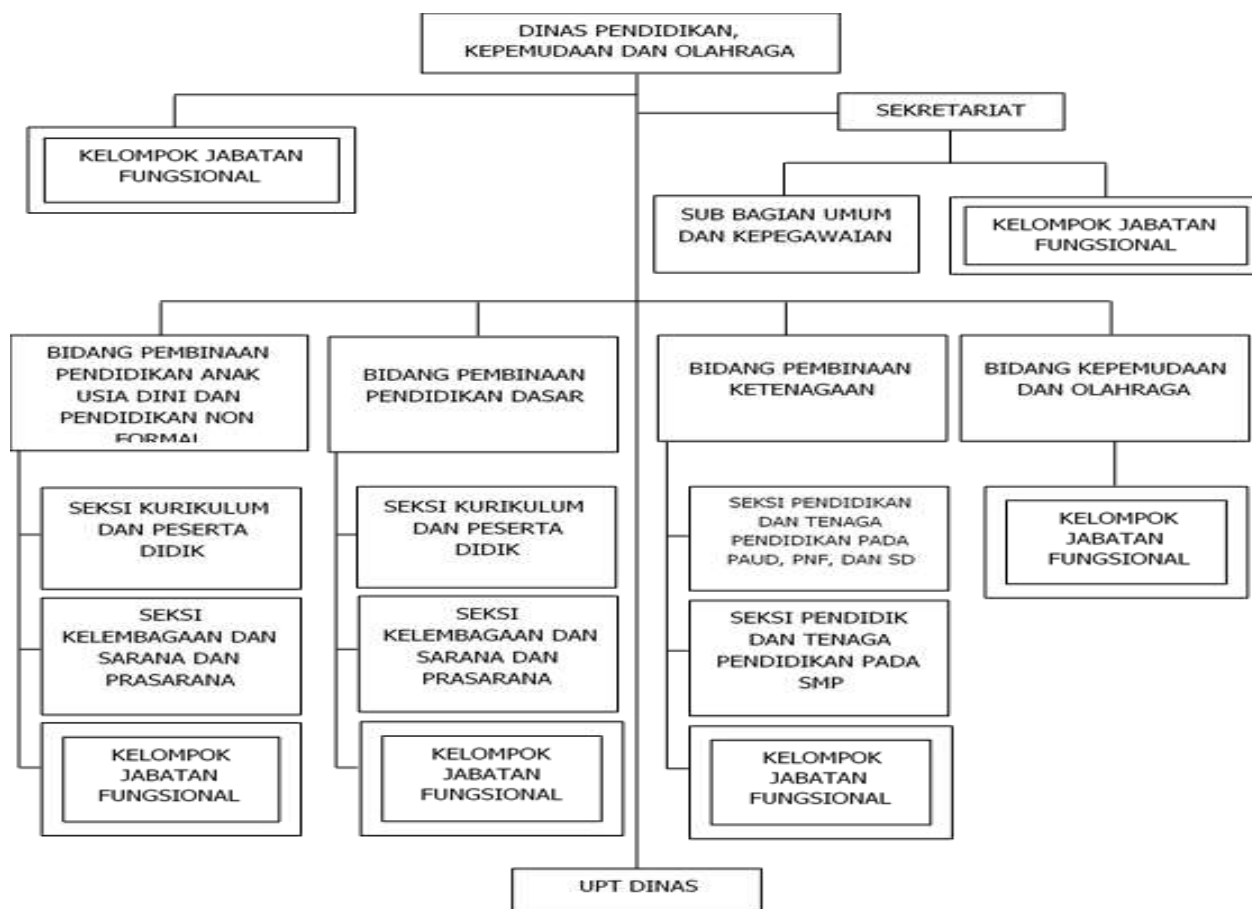 DINAS PENDIDIKAN,
KEPEMUDAAN DAN OLAHRAGA
SEKRETARIAT
KELOMPOK JABATAN
FUNGSIONAL
SUB BAGIAN UMUM
DAN KEPEGAWAIAN
KELOMPOK JABATAN
FUNGSIONAL
BIDANG PEMBINAAN
PENDIDIKAN ANAK
USIA DINI DAN
PENDIDIKAN NON
FORMAL
BIDANG PEMBINAAN
PENDIDIKAN DASAR
BIDANG PEMBINAAN
KETENAGAAN
BIDANG KEPEMUDAAN
DAN OLAHRAGA
SEKSI KURIKULUM
DAN PESERTA
DIDIK
SEKSI KURIKULUM
DAN PESERTA
DIDIK
SEKSI PENDIDIKAN
DAN TENAGA
PENDIDIKAN PADA
PAUD, PNF, DAN SD
KELOMPOK
JABATAN
FUNGSIONAL
SEKSI
KELEMBAGAAN DAN
SARANA DAN
PRASARANA
SEKSI
KELEMBAGAAN DAN
SARANA DAN
PRASARANA
SEKSI PENDIDIK
DAN TENAGA
PENDIDIKAN PADA
SMP
KELOMPOK
JABATAN
FUNGSIONAL
KELOMPOK
JABATAN
FUNGSIONAL
KELOMPOK
JABATAN
FUNGSIONAL
UPT DINAS